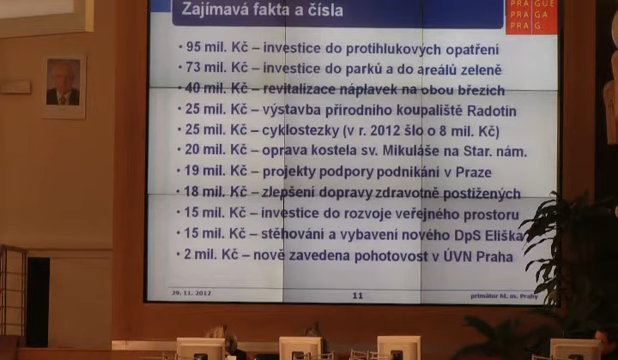 Zajímavá fakta a čísla
PRAGUE
PRAGA
PRAG
• 95 mil. Kč – investice do protihlukových opatření
• 73 mil. Kč – investice do parků a do areálů zeleně
• 40 mil. Kč – revitalizace náplavek na obou březích
• 25 mil. Kč – výstavba přírodního koupaliště Radotín
• 25 mil. Kč – cyklostezky (v r. 2012 šlo o 8 mil. Kč)
• 20 mil. Kč – oprava kostela sv. Mikuláše na Star. nám.
• 19 mil. Kč – projekty podpory podnikání v Praze
• 18 mil. Kč – zlepšení dopravy zdravotně postižených
• 15 mil. Kč – investice do rozvoje veřejného prostoru
• 15 mil. Kč – stěhování a vybavení nového DpS Eliška
• 2 mil. Kč – nově zavedena pohotovost v ÚVN Praha
29. 11. 2012 11 primátor hl. m. Prahy